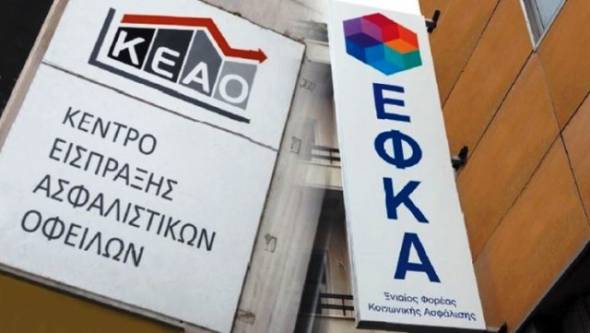 ΚΕΑΟ
ΚΕΝΤΡΟ
ΕΙΣΠΡΑΞΗΣ
ΑΣΦΑΛΙΣΤΙΚΩΝ
ΟΦΕΙΛΩΝ
ΕΦΚΑ
Ενιαίος Φορέας
Κοινωνικής Ασφάλισης